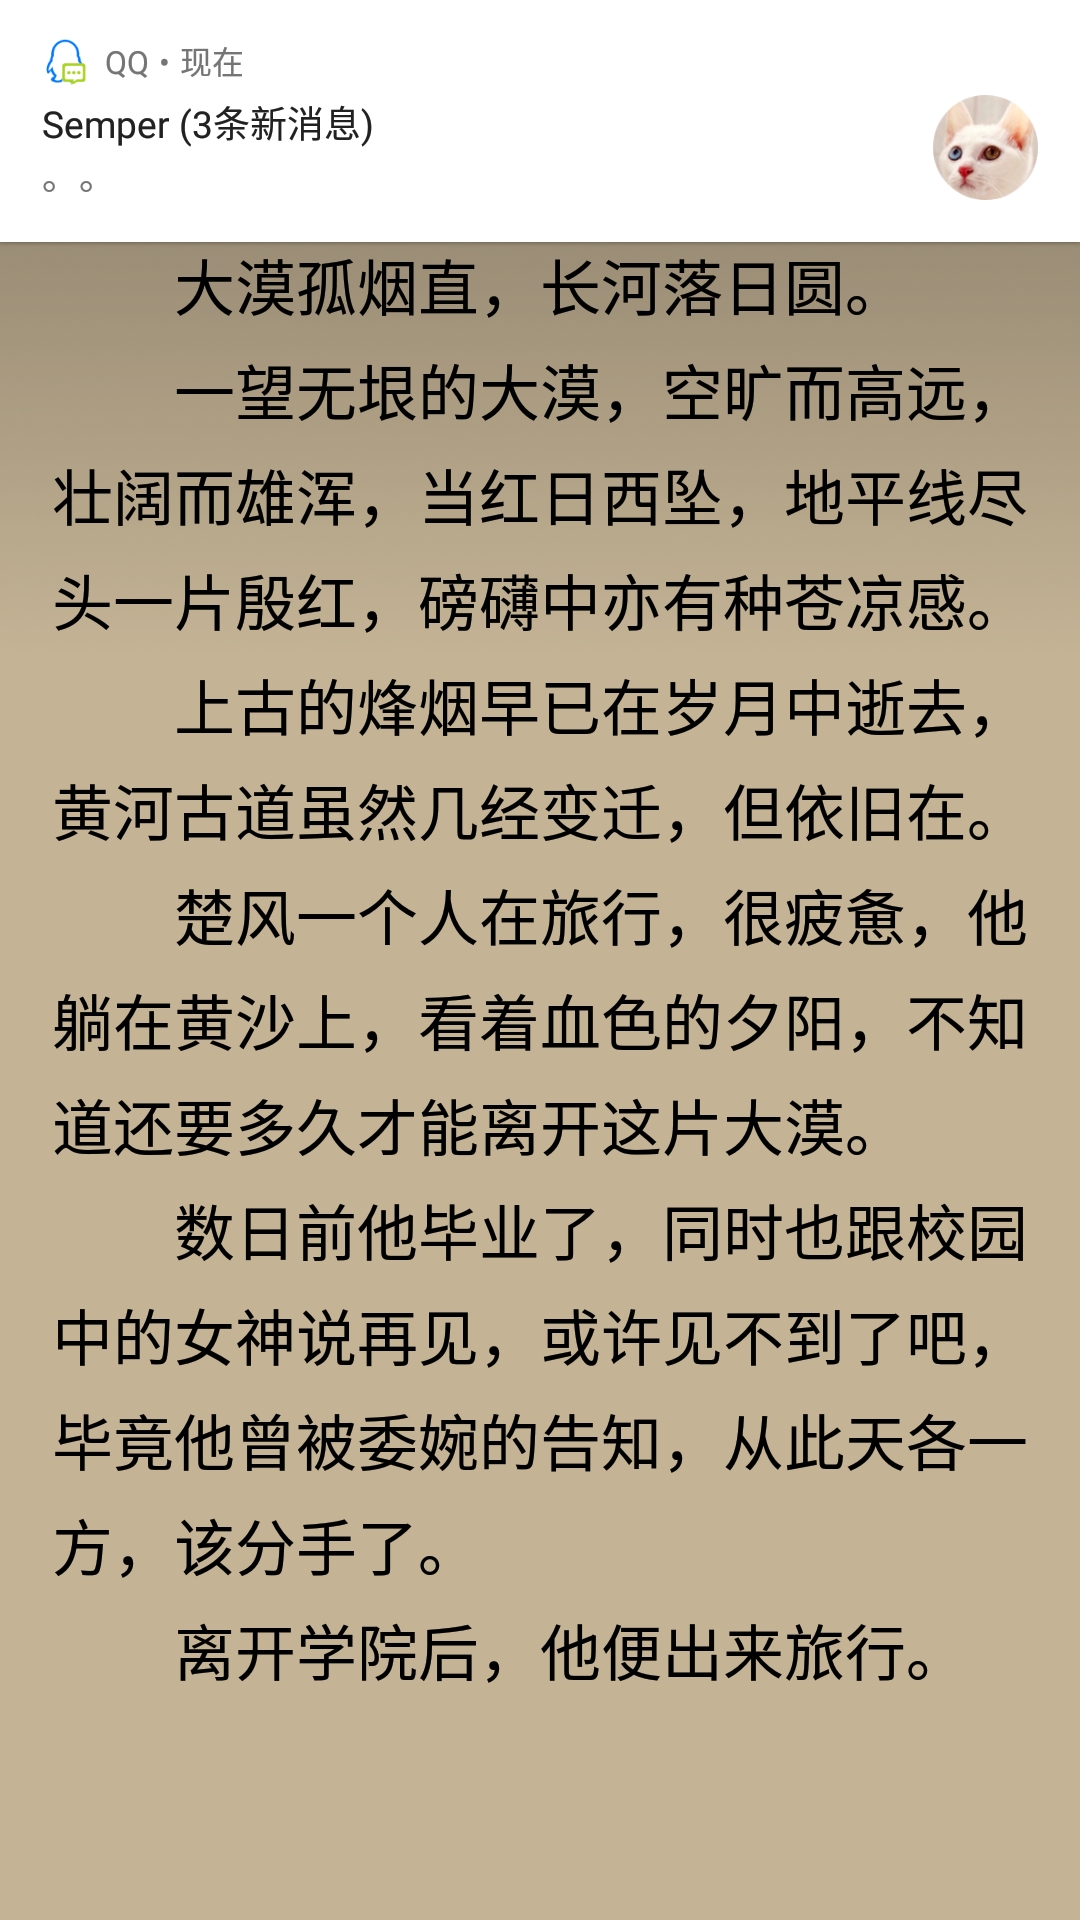 QQ • 现在
Semper (3条新消息)
。。
大漠孤烟直，长河落日圆。
一望无垠的大漠，空旷而高远，
壮阔而雄浑，当红日西坠，地平线尽
头一片殷红，磅礴中亦有种苍凉感。
上古的烽烟早已在岁月中逝去，
黄河古道虽然几经变迁，但依旧在。
楚风一个人在旅行，很疲惫，他
躺在黄沙上，看着血色的夕阳，不知
道还要多久才能离开这片大漠。
数日前他毕业了，同时也跟校园
中的女神说再见，或许见不到了吧，
毕竟他曾被委婉的告知，从此天各一
方，该分手了。
离开学院后，他便出来旅行。